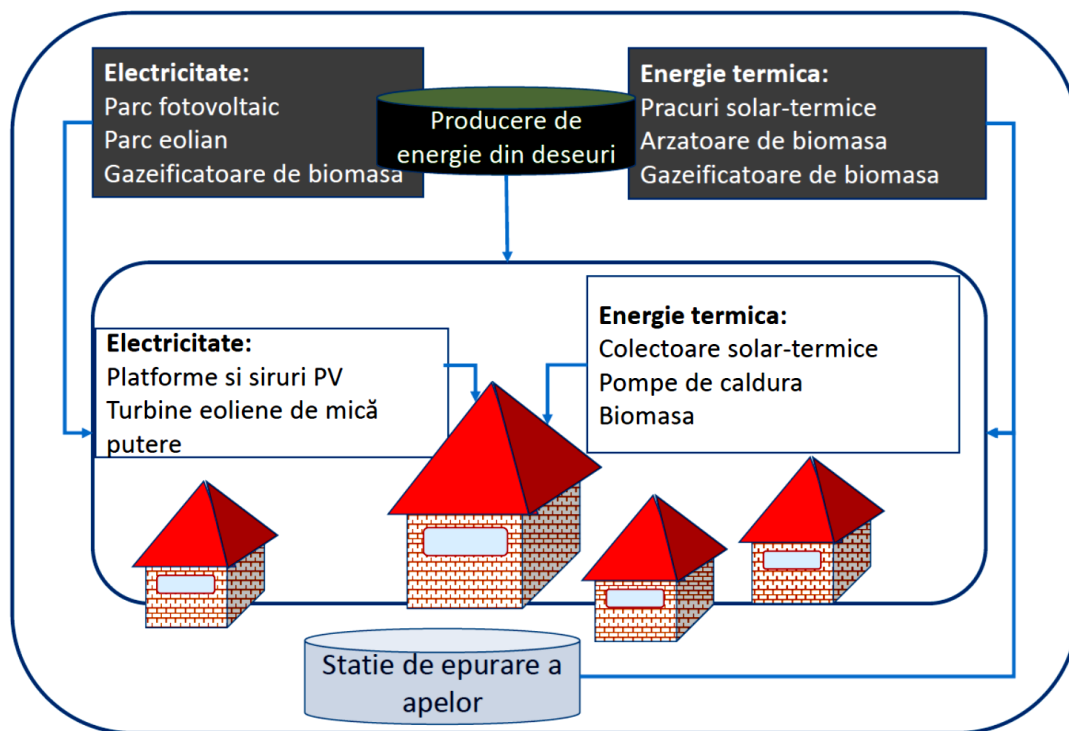 Electricitate:
Parc fotovoltaic
Parc eolian
Gazeificatoare de biomasa
Producere de
energie din deseuri
Energie termica:
Pracuri solar-termice
Arzatoare de biomasa
Gazeificatoare de biomasa
Electricitate:
Platforme si siruri PV
Turbine eoliene de mică
putere
Energie termica:
Colectoare solar-termice
Pompe de caldura
Biomasa
Statie de epurare a
apelor